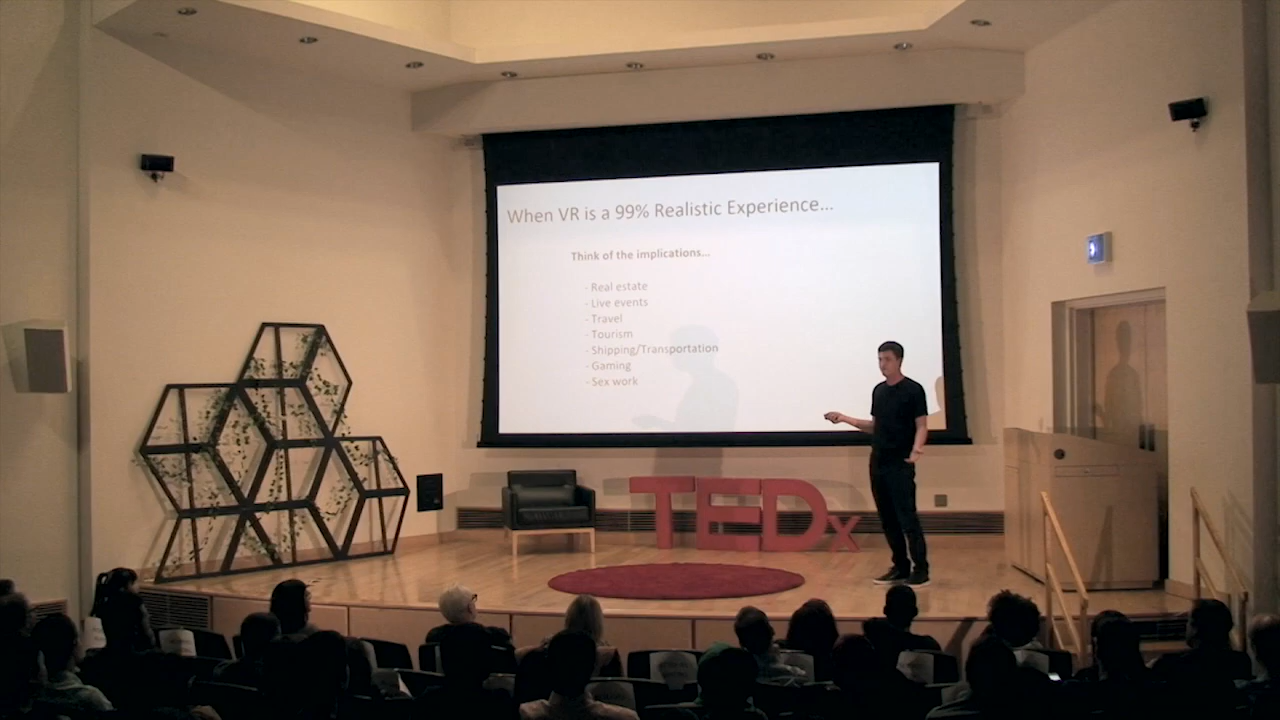 When VR is a 99% Realistic Experience...
Think of the implications...
- Real estate
- Live events
- Travel
- Tourism
- Shipping/Transportation
- Gaming
- Sex work
TEDx